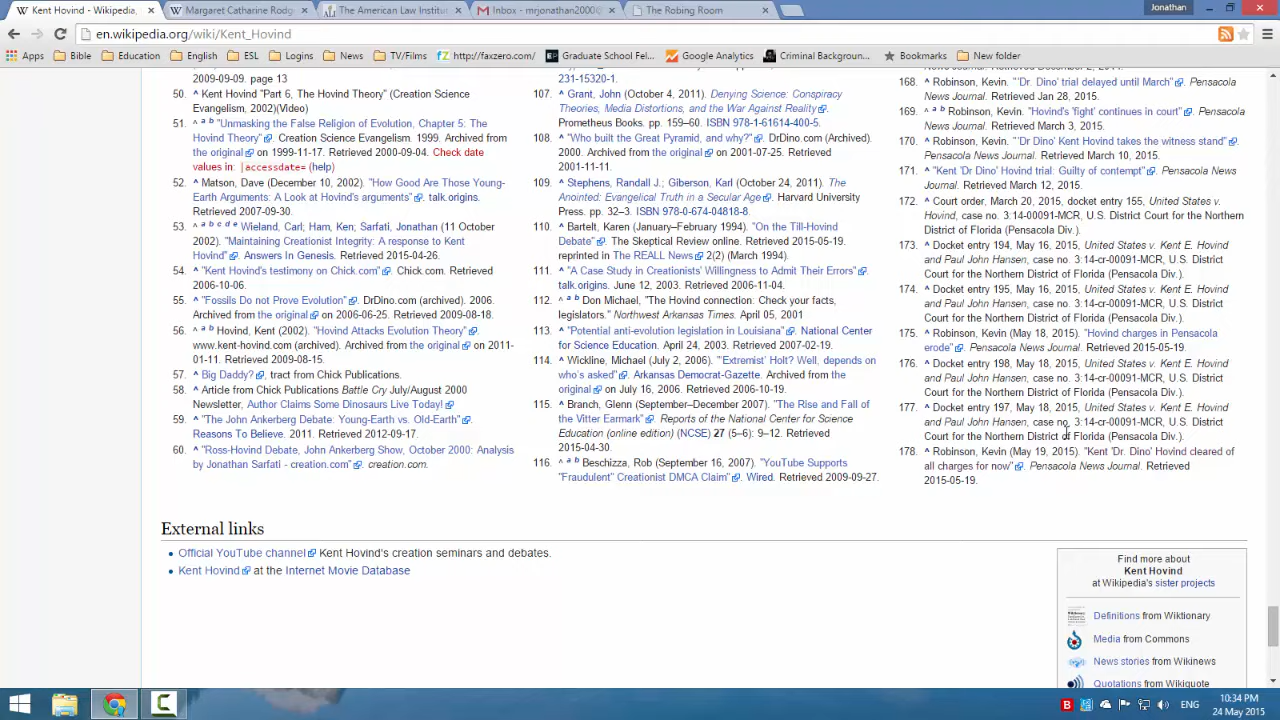 Kent Hovind - Wikipedia,
Margaret Catharine Rodg
The American Law Institut
Inbox - mrjonathan2000@
The Robing Room
Jonathan
en.wikipedia.org/wiki/Kent_Hovind
Apps
Bible
Education
English
ESL
Logins
News
TV/Films
http://faxzero.com/
Graduate School Fel...
Google Analytics
Criminal Backgroun...
Bookmarks
New folder
2009-09-09. page 13
50. ^ Kent Hovind "Part 6, The Hovind Theory" (Creation
Evangelism, 2002)(Video)
51. ^ a b "Unmasking the False Religion of Evolution, Chapter 5: The
Hovind Theory". Creation Science Evangelism. 1999. Archived from
the original on 1999-11-17. Retrieved 2000-09-04. Check date
values in: |accessdate= (help)
52. ^ Matson, Dave (December 10, 2002). "How Good Are Those Young-
Earth Arguments: A Look at Hovind's arguments". talk.origins.
Retrieved 2007-09-30.
53. ^ a b c d e Wieland, Carl; Ham, Ken; Sarfati, Jonathan (11 October
2002). "Maintaining Creationist Integrity: A response to Kent
Hovind". Answers In Genesis. Retrieved 2015-04-26.
54. ^ "Kent Hovind's testimony on Chick.com". Chick.com. Retrieved
2006-10-06.
55. ^ "Fossils Do not Prove Evolution". DrDino.com (archived). 2006.
Archived from the original on 2006-06-25. Retrieved 2009-08-18.
56. ^ a b Hovind, Kent (2002). "Hovind Attacks Evolution Theory".
www.kent-hovind.com (archived). Archived from the original on 2011-
01-11. Retrieved 2009-08-15.
57. ^ Big Daddy?, tract from Chick Publications.
58. ^ Article from Chick Publications Battle Cry July/August 2000
Newsletter, Author Claims Some Dinosaurs Live Today!
59. ^ "The John Ankerberg Debate: Young-Earth vs. Old-Earth".
Reasons To Believe. 2011. Retrieved 2012-09-17.
60. ^ "Ross-Hovind Debate, John Ankerberg Show, October 2000: Analysis
by Jonathan Sarfati - creation.com". creation.com.
231-15320-1.
107. ^ Grant, John (October 4, 2011). Denying Science: Conspiracy
Theories, Media Distortions, and the War Against Reality.
Prometheus Books. pp. 159–60. ISBN 978-1-61614-400-5.
108. ^ "Who built the Great Pyramid, and why?". DrDino.com (Archived).
2000. Archived from the original on 2001-07-25. Retrieved
2001-11-11.
109. ^ Stephens, Randall J.; Giberson, Karl (October 24, 2011). The
Anointed: Evangelical Truth in a Secular Age. Harvard University
Press. pp. 32–3. ISBN 978-0-674-04818-8.
110. ^ Bartelt, Karen (January–February 1994). "On the Till-Hovind
Debate". The Skeptical Review online. Retrieved 2015-05-19.
reprinted in The REALL News 2(2) (March 1994).
111. ^ "A Case Study in Creationists' Willingness to Admit Their Errors".
talk.origins. June 12, 2003. Retrieved 2006-11-04.
112. ^ a b Don Michael, "The Hovind connection: Check your facts,
legislators." Northwest Arkansas Times. April 05, 2001
113. ^ "Potential anti-evolution legislation in Louisiana". National Center
for Science Education. April 24, 2003. Retrieved 2007-02-19.
114. ^ Wickline, Michael (July 2, 2006). "'Extremist' Holt? Well, depends on
who's asked". Arkansas Democrat-Gazette. Archived from the
original on July 16, 2006. Retrieved 2006-10-19.
115. ^ Branch, Glenn (September–December 2007). "The Rise and Fall of
the Vitter Earmark". Reports of the National Center for Science
Education (online edition) (NCSE) 27 (5–6): 9–12. Retrieved
2015-04-30.
116. ^ a b Beschizza, Rob (September 16, 2007). "YouTube Supports
"Fraudulent" Creationist DMCA Claim". Wired. Retrieved 2009-09-27.
168. ^ Robinson, Kevin. "'Dr. Dino' trial delayed until March". Pensacola
News Journal. Retrieved Jan 28, 2015.
169. ^ a b Robinson, Kevin. "Hovind's 'fight' continues in court". Pensacola
News Journal. Retrieved March 3, 2015.
170. ^ Robinson, Kevin. "'Dr Dino' Kent Hovind takes the witness stand".
Pensacola News Journal. Retrieved March 10, 2015.
171. ^ "Kent 'Dr Dino' Hovind trial: Guilty of contempt". Pensacola News
Journal. Retrieved March 12, 2015.
172. ^ Court order, March 20, 2015, docket entry 155, United States v.
Hovind, case no. 3:14-00091-MCR, U.S. District Court for the Northern
District of Florida (Pensacola Div.).
173. ^ Docket entry 194, May 16, 2015, United States v. Kent E. Hovind
and Paul John Hansen, case no. 3:14-cr-00091-MCR, U.S. District
Court for the Northern District of Florida (Pensacola Div.).
174. ^ Docket entry 195, May 16, 2015, United States v. Kent E. Hovind
and Paul John Hansen, case no. 3:14-cr-00091-MCR, U.S. District
Court for the Northern District of Florida (Pensacola Div.).
175. ^ Robinson, Kevin (May 18, 2015). "Hovind charges in Pensacola
erode". Pensacola News Journal. Retrieved 2015-05-19.
176. ^ Docket entry 198, May 18, 2015, United States v. Kent E. Hovind
and Paul John Hansen, case no. 3:14-cr-00091-MCR, U.S. District
Court for the Northern District of Florida (Pensacola Div.).
177. ^ Docket entry 197, May 18, 2015, United States v. Kent E. Hovind
and Paul John Hansen, case no. 3:14-cr-00091-MCR, U.S. District
Court for the Northern District of Florida (Pensacola Div.).
178. ^ Robinson, Kevin (May 19, 2015). "Kent 'Dr. Dino' Hovind cleared of
all charges for now". Pensacola News Journal. Retrieved
2015-05-19.
External links
Official YouTube channel Kent Hovind's creation seminars and debates.
Kent Hovind at the Internet Movie Database
Find more about
Kent Hovind
at Wikipedia's sister projects
Definitions from Wiktionary
Media from Commons
News stories from Wikinews
Quotations from Wikiquote
ENG
10:34 PM
24 May 2015